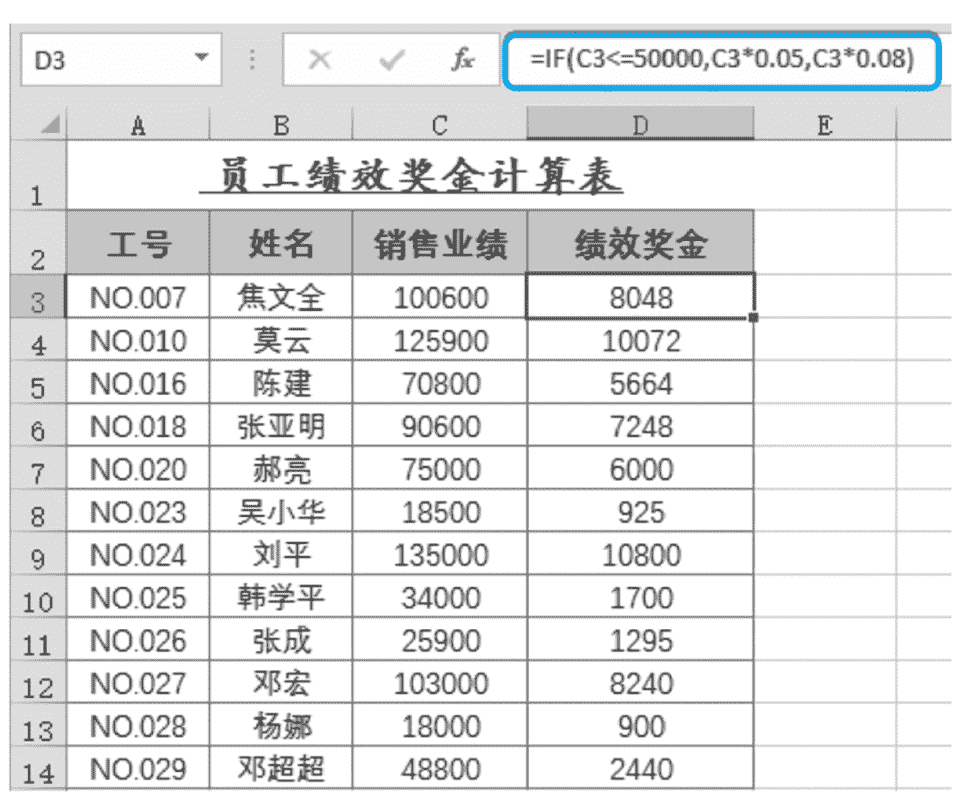 D3 fx =IF(C3<=50000,C3*0.05,C3*0.08)
A B C D E
1 员工绩效奖金计算表
2 工号 姓名 销售业绩 绩效奖金
3 NO.007 焦文全 100600 8048
4 NO.010 莫云 125900 10072
5 NO.016 陈建 70800 5664
6 NO.018 张亚明 90600 7248
7 NO.020 郝亮 75000 6000
8 NO.023 吴小华 18500 925
9 NO.024 刘平 135000 10800
10 NO.025 韩学平 34000 1700
11 NO.026 张成 25900 1295
12 NO.027 邓宏 103000 8240
13 NO.028 杨娜 18000 900
14 NO.029 邓超超 48800 2440